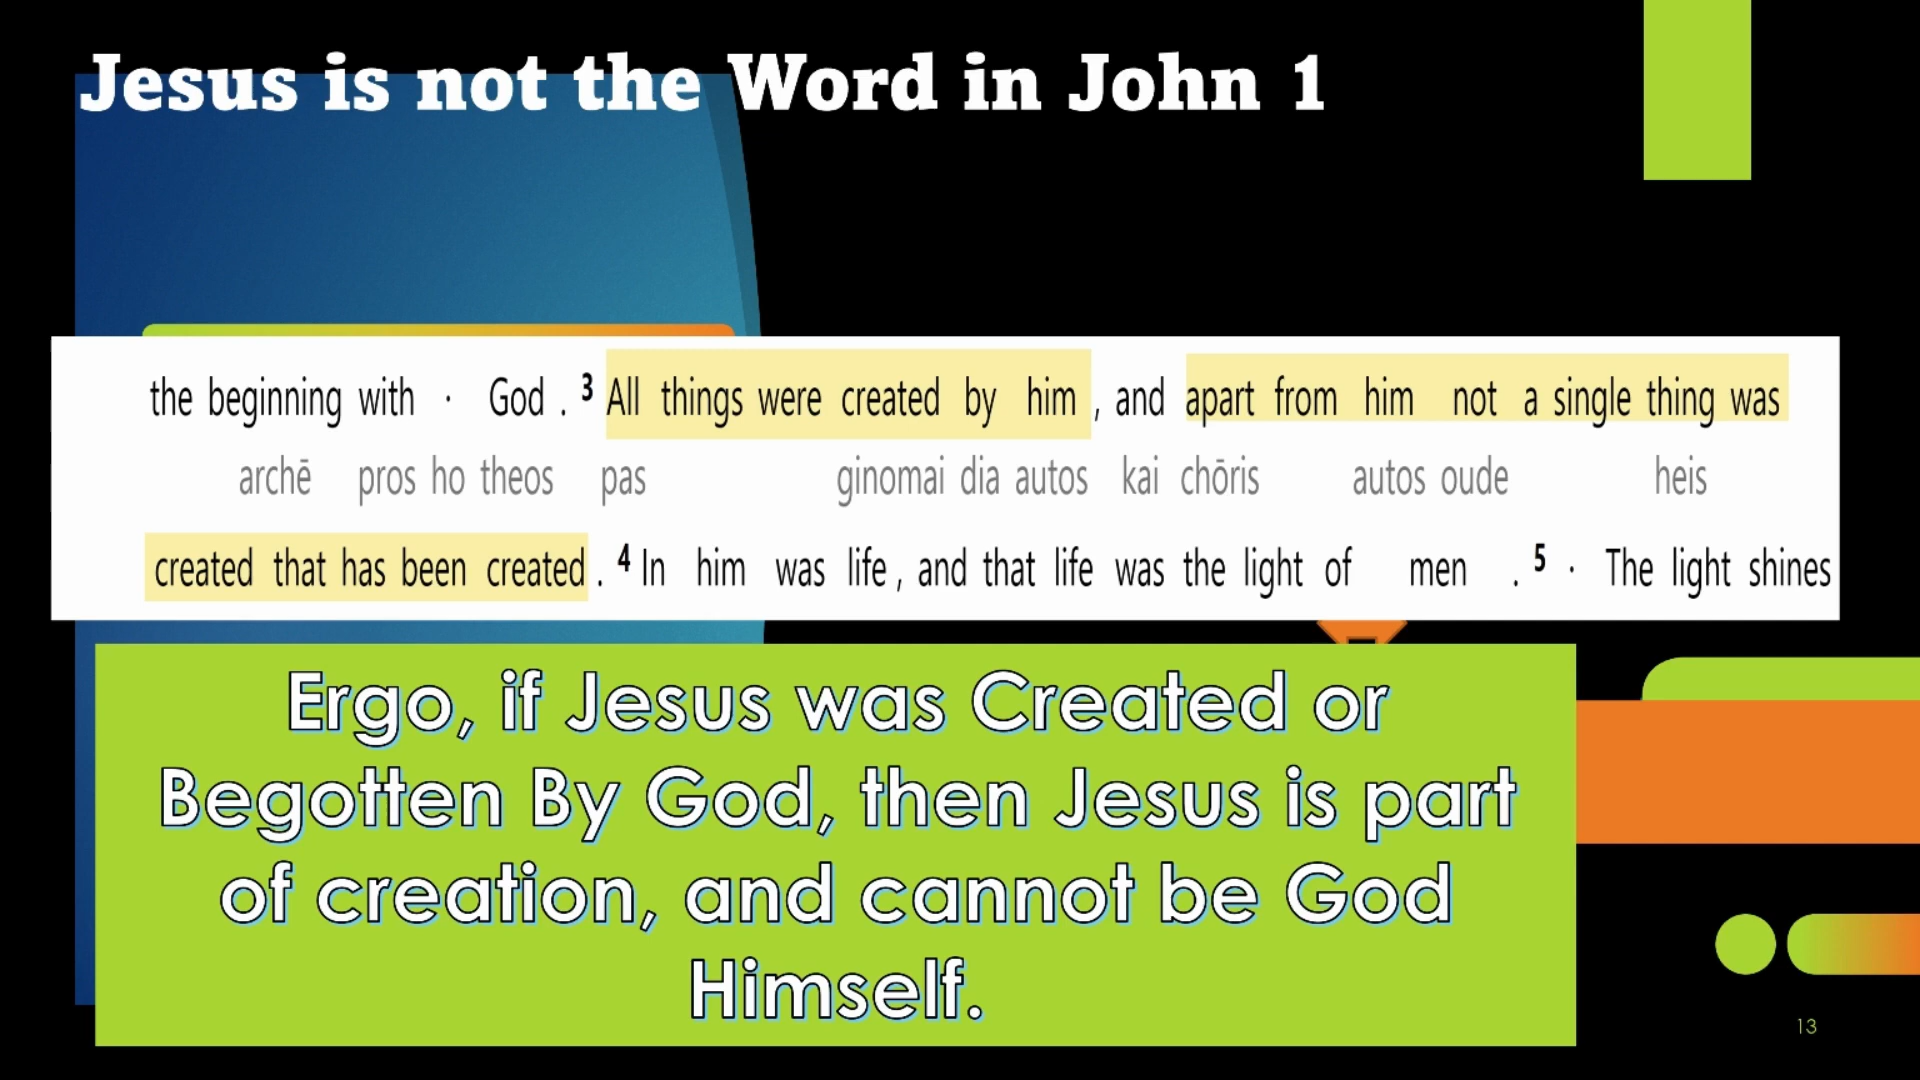 Jesus is not the Word in John 1
the beginning with · God . 3 All things were created by him , and apart from him not a single thing was
archē pros ho theos pas ginomai dia autos kai chōris autos oude heis
created that has been created . 4 In him was life , and that life was the light of men . 5 · The light shines
Ergo, if Jesus was Created or
Begotten By God, then Jesus is part
of creation, and cannot be God
Himself.
13